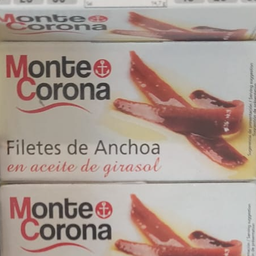 Monte
Corona
Monte
Corona
Filetes de Anchoa
en aceite de girasol
Monte
Corona